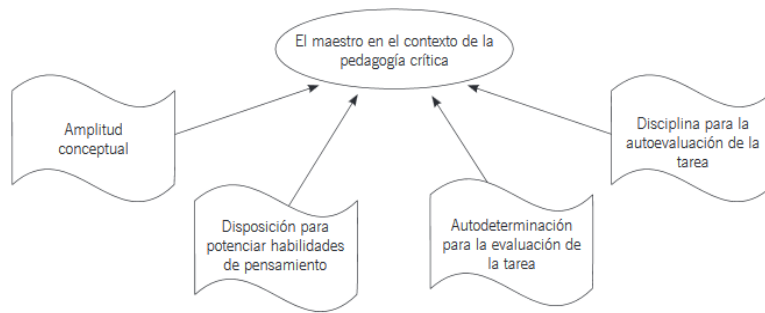 El maestro en el contexto de la
pedagogía crítica
Amplitud
conceptual
Disposición para
potenciar habilidades
de pensamiento
Autodeterminación
para la evaluación de
la tarea
Disciplina para la
autoevaluación de la
tarea